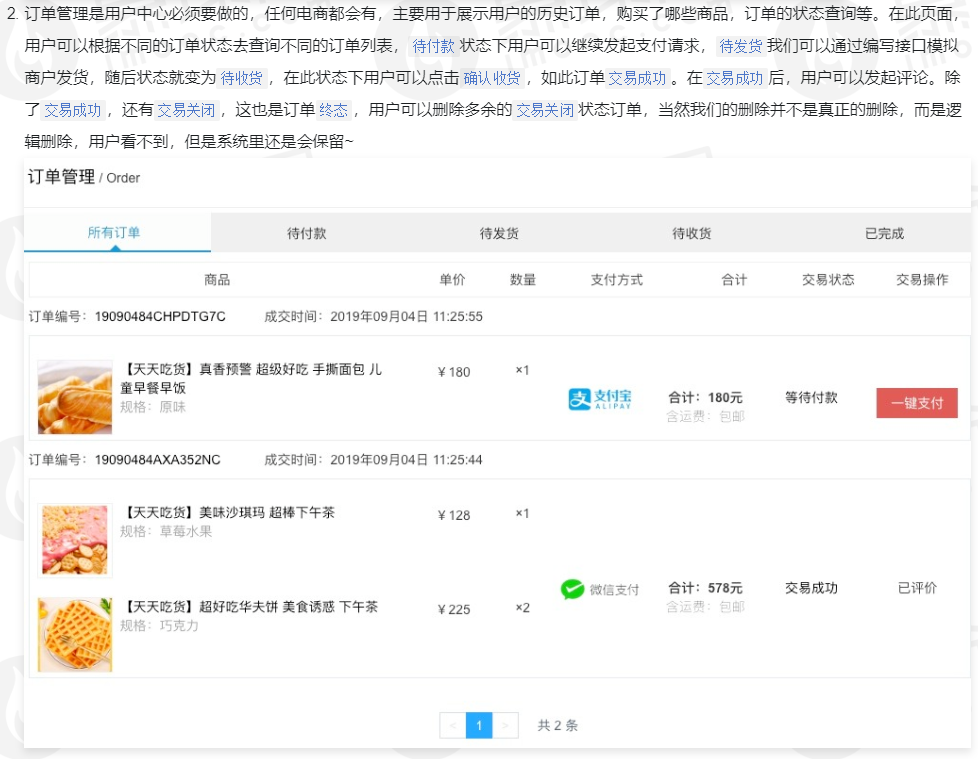 2. 订单管理是用户中心必须要做的，任何电商都会有，主要用于展示用户的历史订单，购买了哪些商品，订单的状态查询等。在此页面，
用户可以根据不同的订单状态去查询不同的订单列表， 待付款 状态下用户可以继续发起支付请求， 待发货 我们可以通过编写接口模拟
商户发货，随后状态就变为 待收货 ，在此状态下用户可以点击 确认收货 ，如此订单 交易成功 。在 交易成功 后，用户可以发起评论。除
了 交易成功 ，还有 交易关闭 ，这也是订单 终态 ，用户可以删除多余的 交易关闭 状态订单，当然我们的删除并不是真正的删除，而是逻
辑删除，用户看不到，但是系统里还是会保留~
订单管理 / Order
所有订单 待付款 待发货 待收货 已完成
商品 单价 数量 支付方式 合计 交易状态 交易操作
订单编号：19090484CHPDTG7C 成交时间：2019年09月04日 11:25:55
【天天吃货】真香预警 超级好吃 手撕面包 儿
童早餐早饭
规格：原味
¥180 ×1
支付宝
ALIPAY
合计：180元
含运费：包邮
等待付款
一键支付
订单编号：19090484AXA352NC 成交时间：2019年09月04日 11:25:44
【天天吃货】美味沙琪玛 超棒下午茶
规格：草莓水果
¥128 ×1
【天天吃货】超好吃华夫饼 美食诱惑 下午茶
规格：巧克力
¥225 ×2
微信支付
合计：578元
含运费：包邮
交易成功
已评价
< 1 > 共 2 条